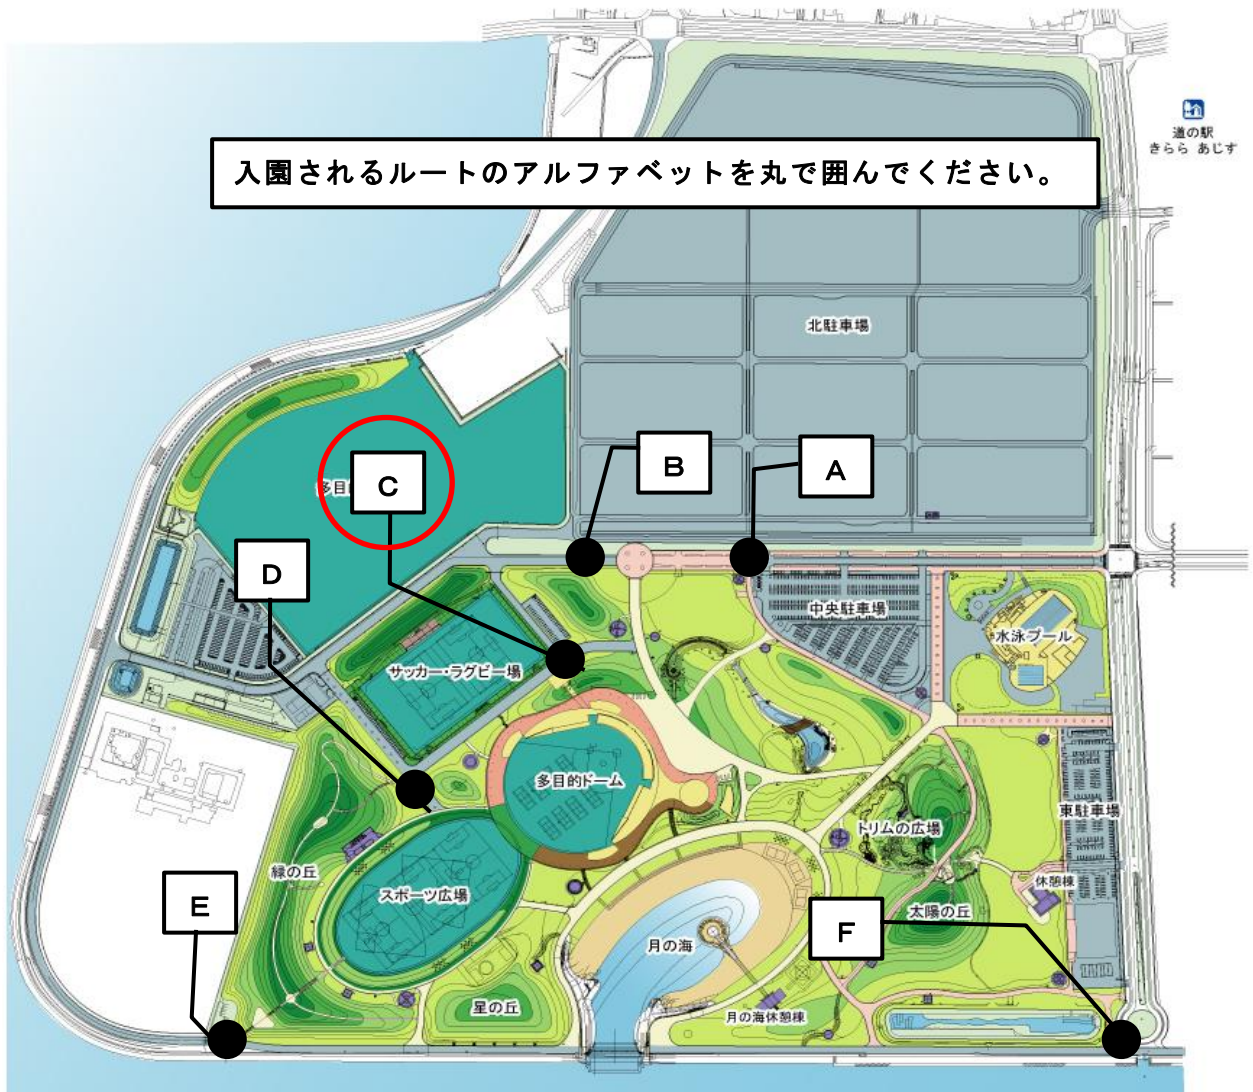 道の駅
きらら あじす
入園されるルートのアルファベットを丸で囲んでください。
北駐車場
B
A
多目
C
D
中央駐車場
水泳プール
サッカー・ラグビー場
多目的ドーム
東駐車場
トリムの広場
緑の丘
休憩棟
スポーツ広場
E
太陽の丘
F
月の海
星の丘
月の海休憩棟